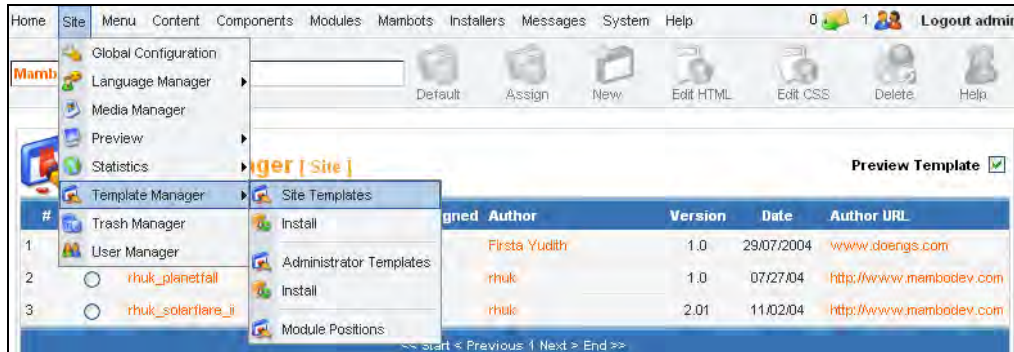 Home Site Menu Content Components Modules Mambots Installers Messages System Help 0 1 Logout admin
Global Configuration
Mamb
Language Manager
Default Assign New Edit HTML Edit CSS Delete Help
Media Manager
Preview
Statistics
ger [ Site ]
Preview Template
Template Manager
Site Templates
# gned Author Version Date Author URL
Trash Manager
Install
1 Firsta Yudith 1.0 29/07/2004 www.doengs.com
User Manager
Administrator Templates
2 rhuk_planetfall rhuk 1.0 07/27/04 http://www.mambodev.com
Install
3 rhuk_solarflare_ii rhuk 2.01 11/02/04 http://www.mambodev.com
Module Positions
<< Start < Previous 1 Next > End >>